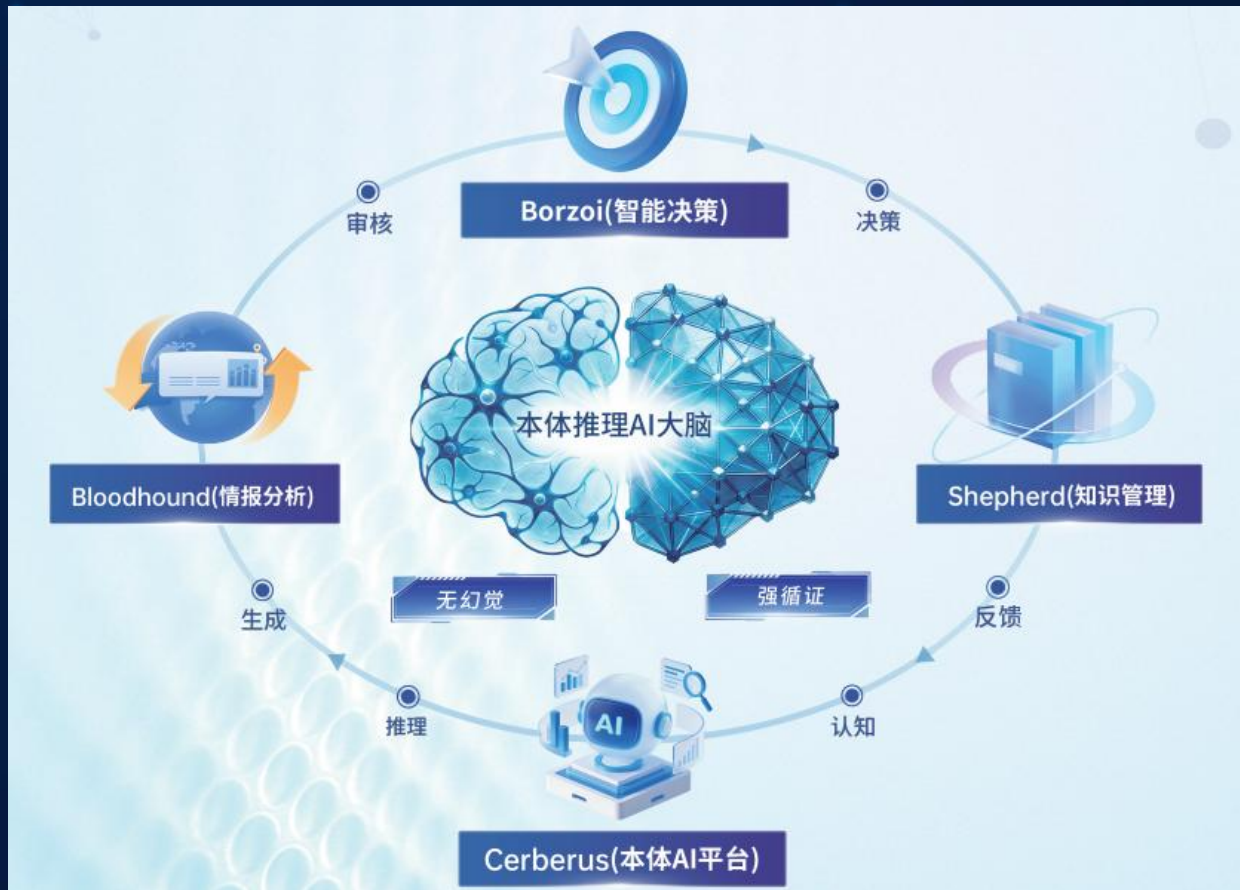 Borzoi(智能决策)
审核
决策
本体推理AI大脑
Bloodhound(情报分析)
Shepherd(知识管理)
无幻觉
强循证
生成
反馈
推理
AI
认知
Cerberus(本体AI平台)